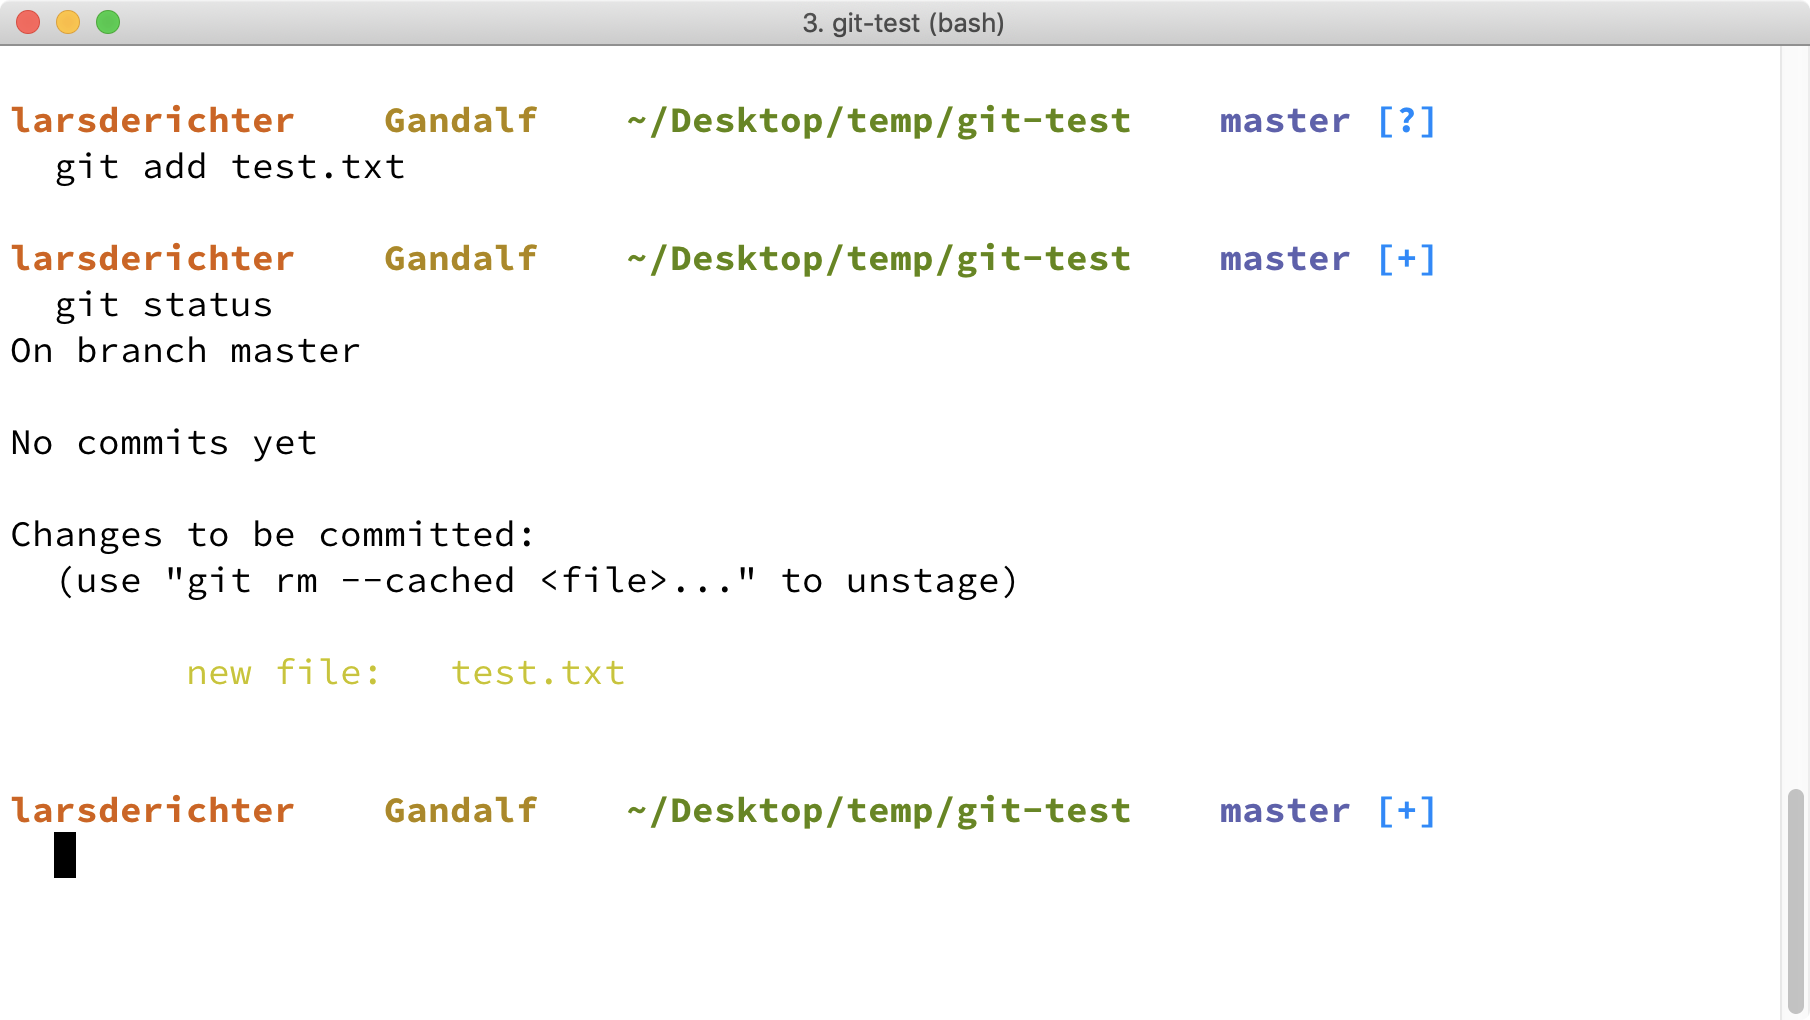 3. git-test (bash)
larsderichter    Gandalf    ~/Desktop/temp/git-test    master [?]
  git add test.txt
larsderichter    Gandalf    ~/Desktop/temp/git-test    master [+]
  git status
On branch master
No commits yet
Changes to be committed:
  (use "git rm --cached <file>..." to unstage)
        new file:   test.txt
larsderichter    Gandalf    ~/Desktop/temp/git-test    master [+]